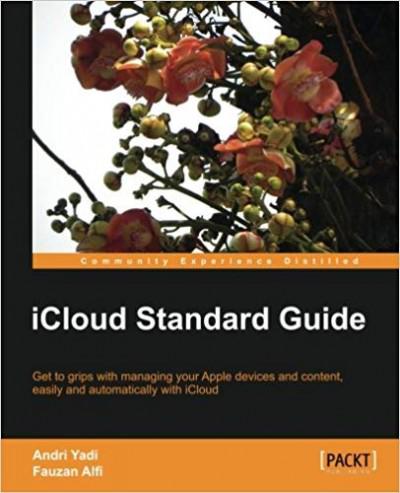 Community Experience Distilled
iCloud Standard Guide
Get to grips with managing your Apple devices and content,
easily and automatically with iCloud
Andri Yadi
Fauzan Alfi
[PACKT]
PUBLISHING